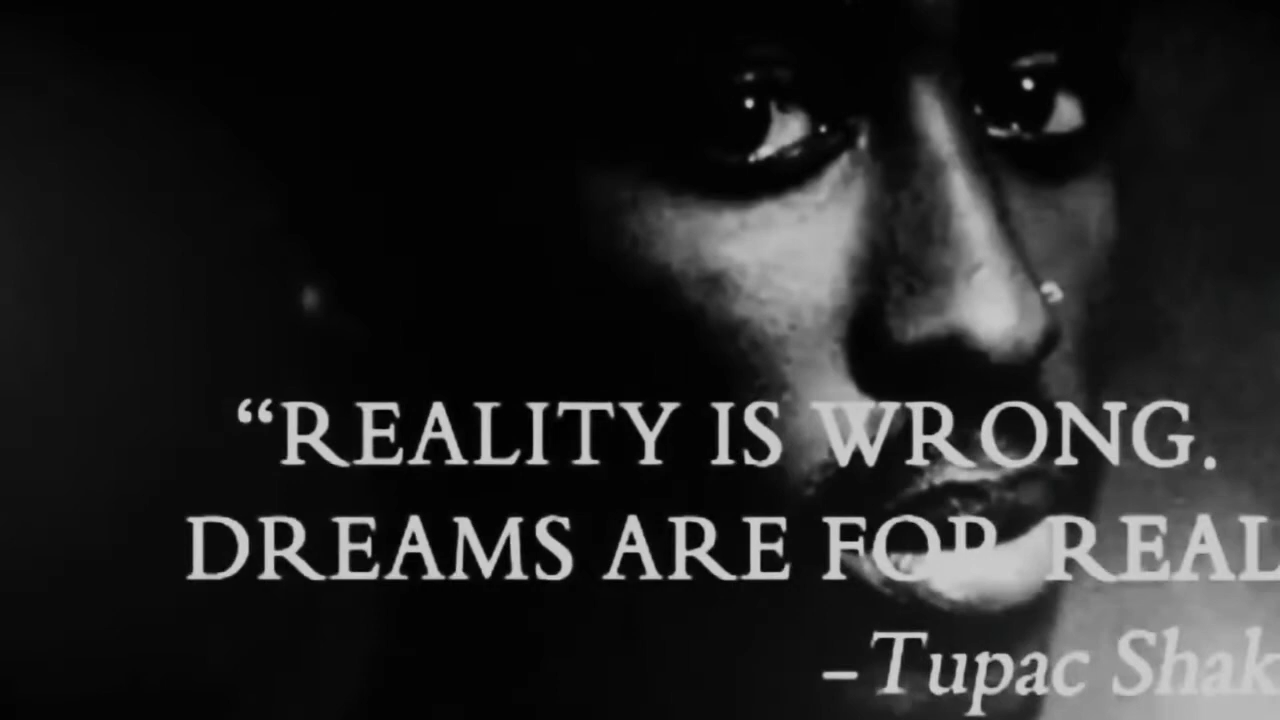 “REALITY IS WRONG.
DREAMS ARE FOR REAL
– Tupac Shak